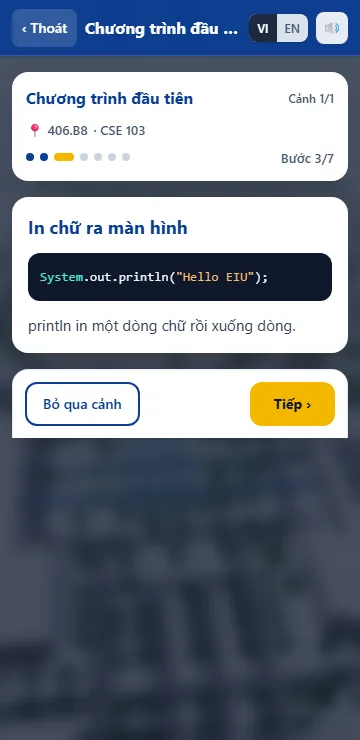 ‹ Thoát
Chương trình đầu ...
VI
EN
Chương trình đầu tiên
Cảnh 1/1
406.B8 · CSE 103
Bước 3/7
In chữ ra màn hình
System.out.println("Hello EIU");
println in một dòng chữ rồi xuống dòng.
Bỏ qua cảnh
Tiếp ›